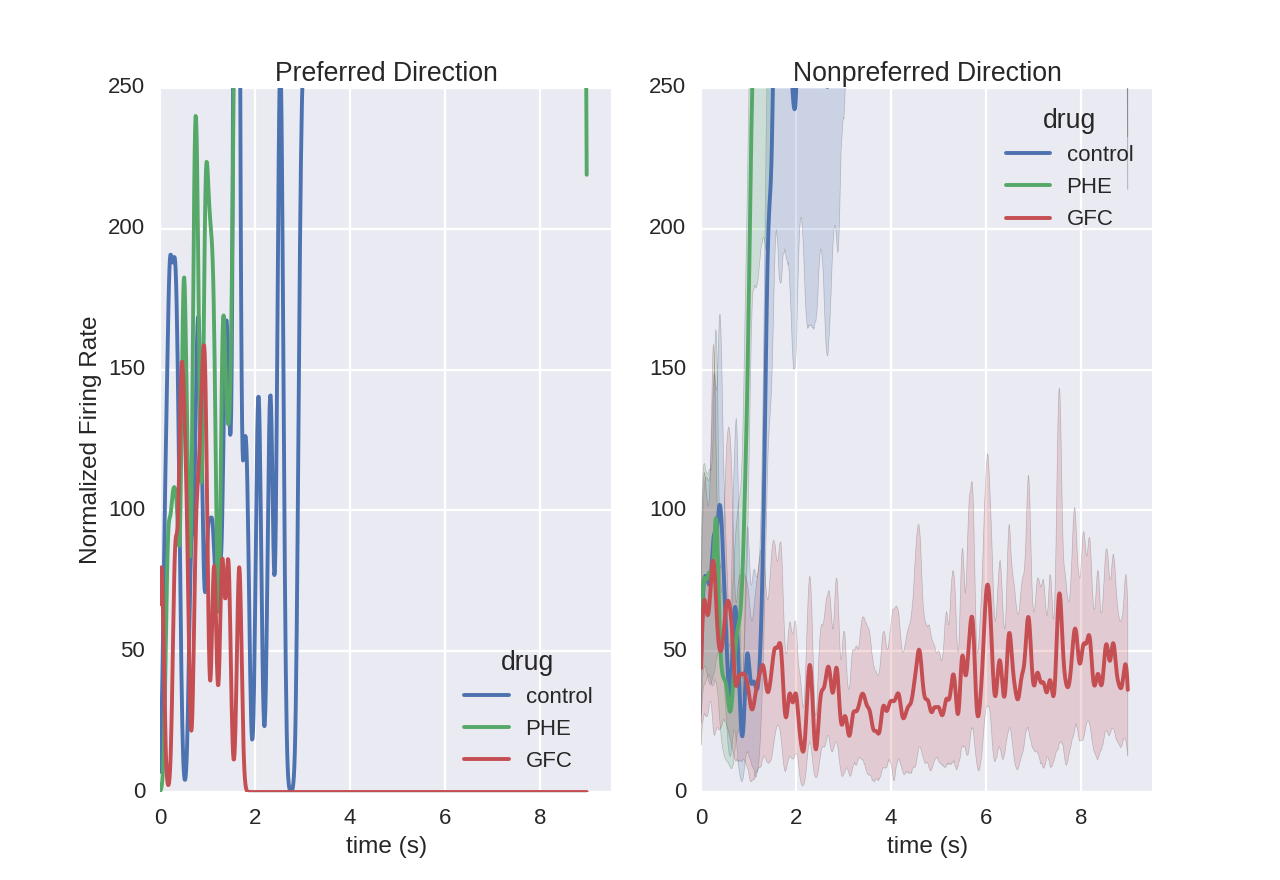 Preferred Direction
Nonpreferred Direction
Normalized Firing Rate
250
200
150
100
50
0
0 2 4 6 8
time (s)
drug
control
PHE
GFC
250
200
150
100
50
0
0 2 4 6 8
time (s)
drug
control
PHE
GFC